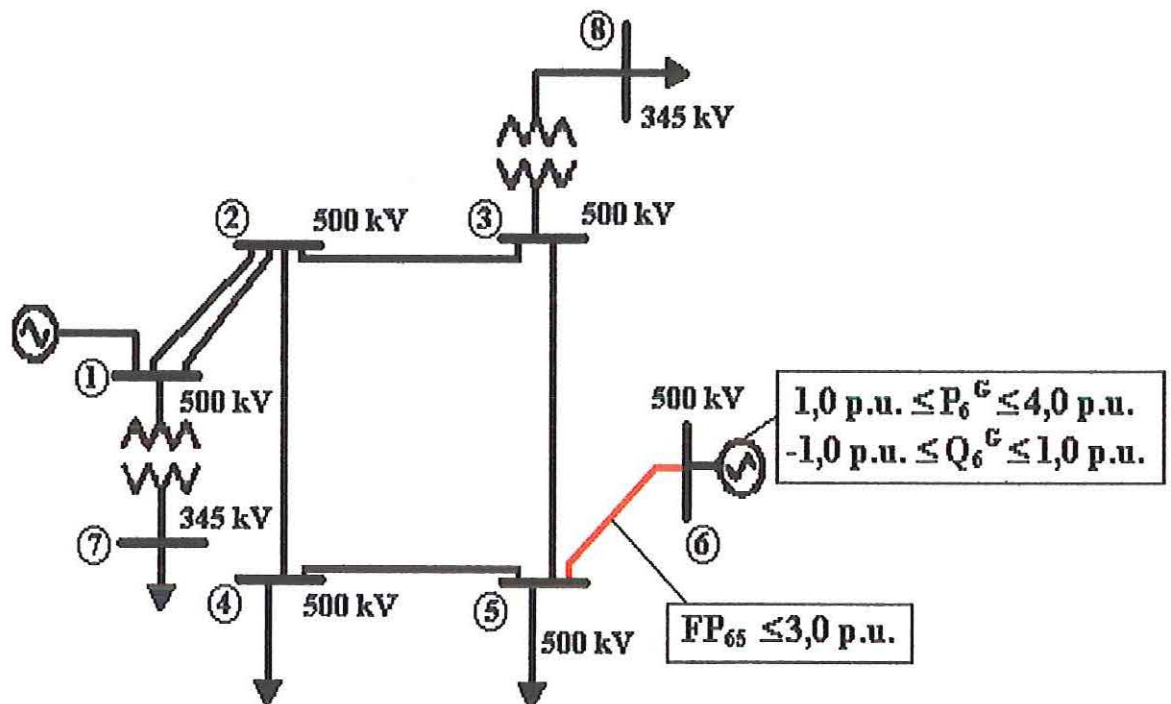 ⑧
345 kV
② 500 kV
③ 500 kV
①
500 kV
500 kV
1,0 p.u. ≤P₆ᴳ ≤4,0 p.u.
-1,0 p.u. ≤Q₆ᴳ ≤1,0 p.u.
345 kV
⑦
⑥
④ 500 kV
⑤
500 kV
FP₆₅ ≤3,0 p.u.